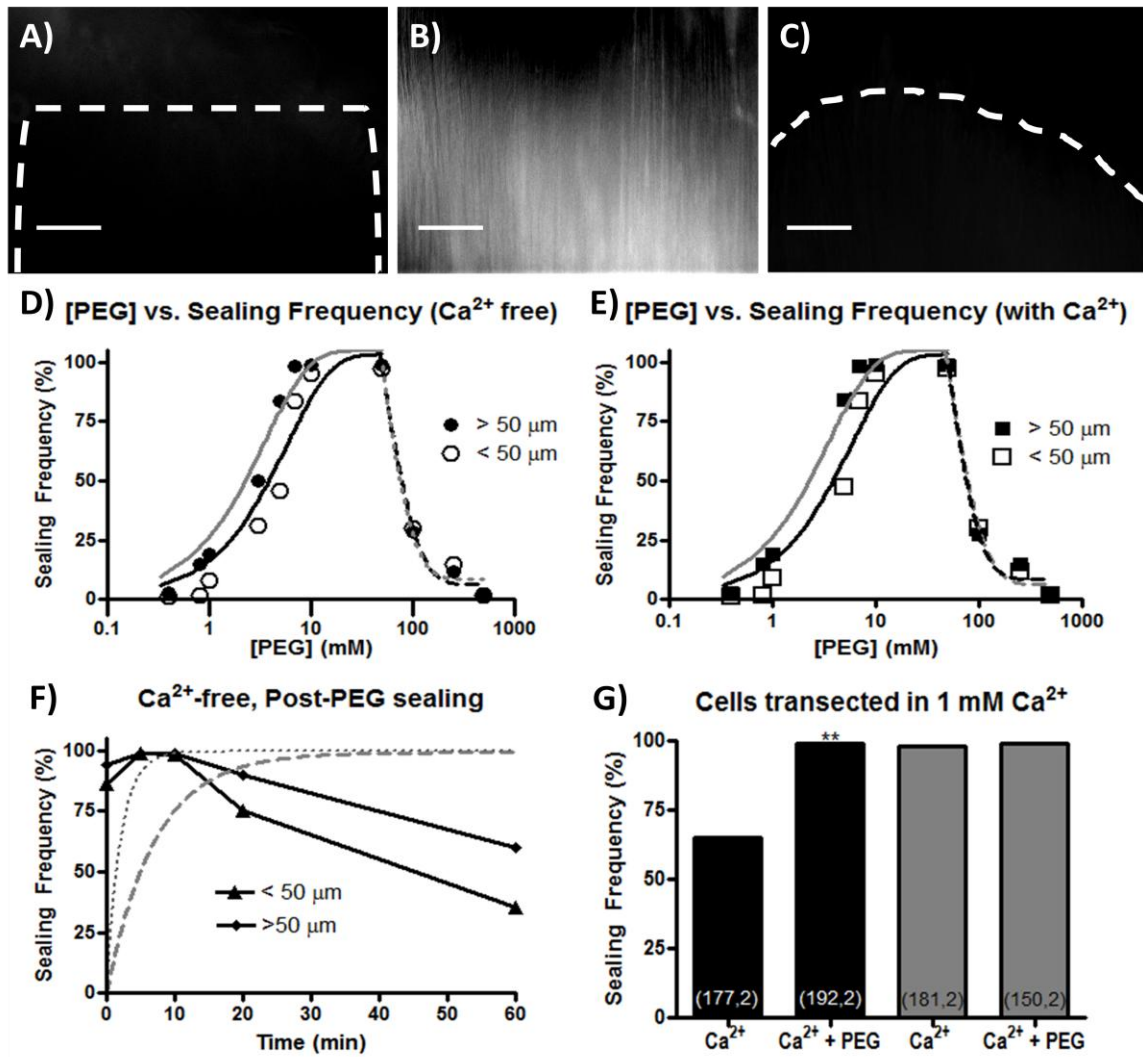 A)
B)
C)
D) [PEG] vs. Sealing Frequency (Ca²⁺ free)
Sealing Frequency (%)
100
75
50
25
0
0.1 1 10 100 1000
[PEG] (mM)
> 50 μm
< 50 μm
E) [PEG] vs. Sealing Frequency (with Ca²⁺)
Sealing Frequency (%)
100
75
50
25
0
0.1 1 10 100 1000
[PEG] (mM)
> 50 μm
< 50 μm
F) Ca²⁺-free, Post-PEG sealing
Sealing Frequency (%)
100
75
50
25
0
0 10 20 30 40 50 60
Time (min)
< 50 μm
>50 μm
G) Cells transected in 1 mM Ca²⁺
Sealing Frequency (%)
100
75
50
25
0
**
(177,2) (192,2) (181,2) (150,2)
Ca²⁺ Ca²⁺ + PEG Ca²⁺ Ca²⁺ + PEG